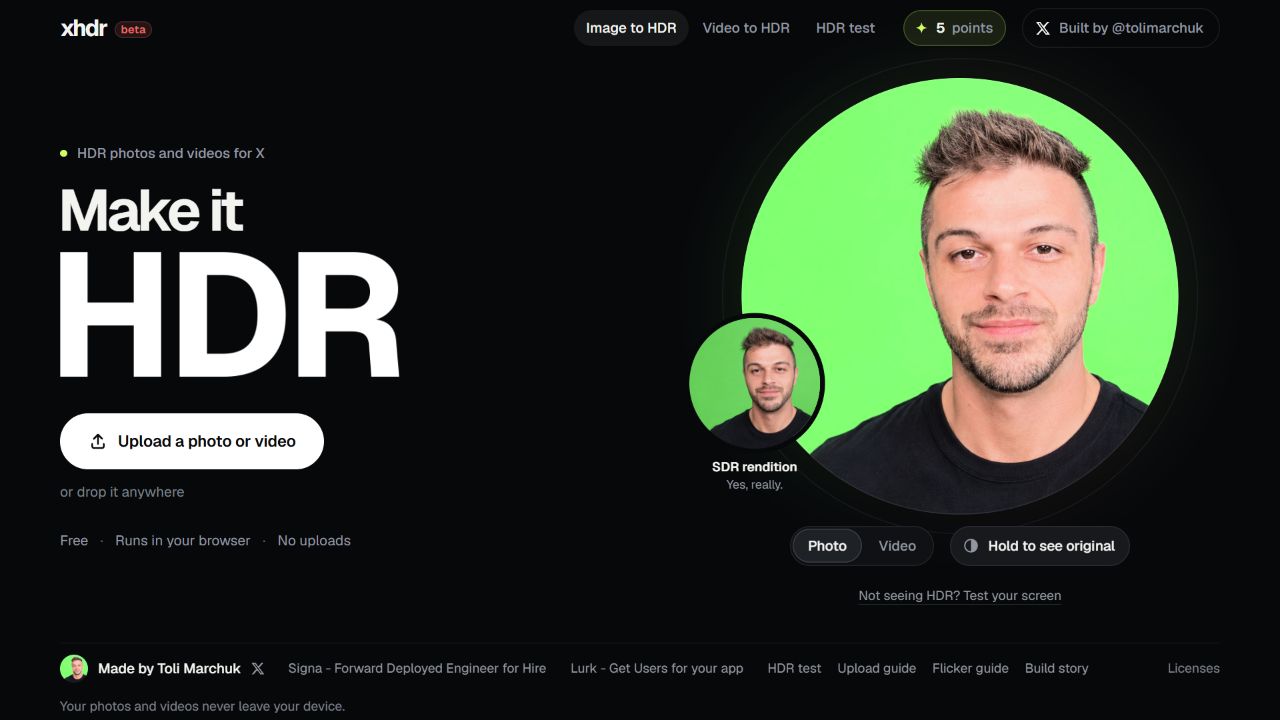 xhdr beta
Image to HDR Video to HDR HDR test ✦ 5 points X Built by @tolimarchuk
HDR photos and videos for X
Make it
HDR
Upload a photo or video
or drop it anywhere
Free · Runs in your browser · No uploads
SDR rendition
Yes, really.
Photo Video Hold to see original
Not seeing HDR? Test your screen
Made by Toli Marchuk X Signa - Forward Deployed Engineer for Hire Lurk - Get Users for your app HDR test Upload guide Flicker guide Build story Licenses
Your photos and videos never leave your device.